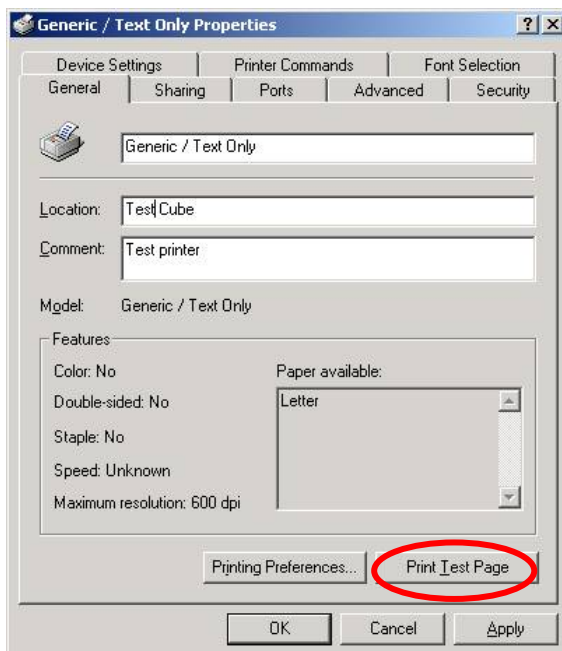 Generic / Text Only Properties ? X
Device Settings Printer Commands Font Selection
General Sharing Ports Advanced Security
Generic / Text Only
Location: Test Cube
Comment: Test printer
Model: Generic / Text Only
Features
Color: No
Paper available:
Double-sided: No
Letter
Staple: No
Speed: Unknown
Maximum resolution: 600 dpi
Printing Preferences... Print Test Page
OK Cancel Apply